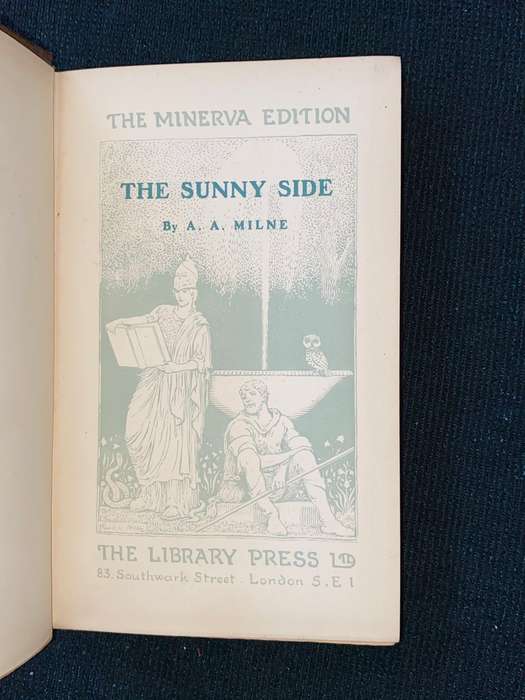 THE MINERVA EDITION
THE SUNNY SIDE
By A. A. MILNE
THE LIBRARY PRESS LTD
83. Southwark Street. London S.E 1